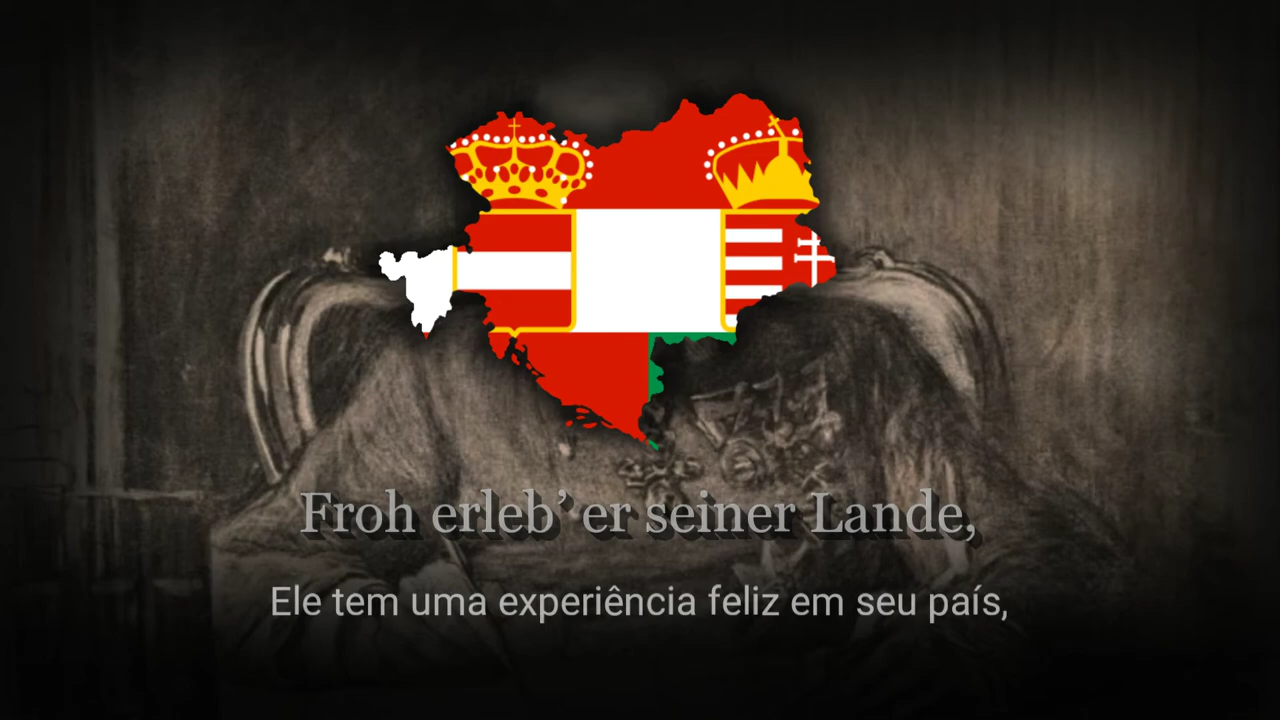 Froh erleb’ er seiner Lande,
Ele tem uma experiência feliz em seu país,